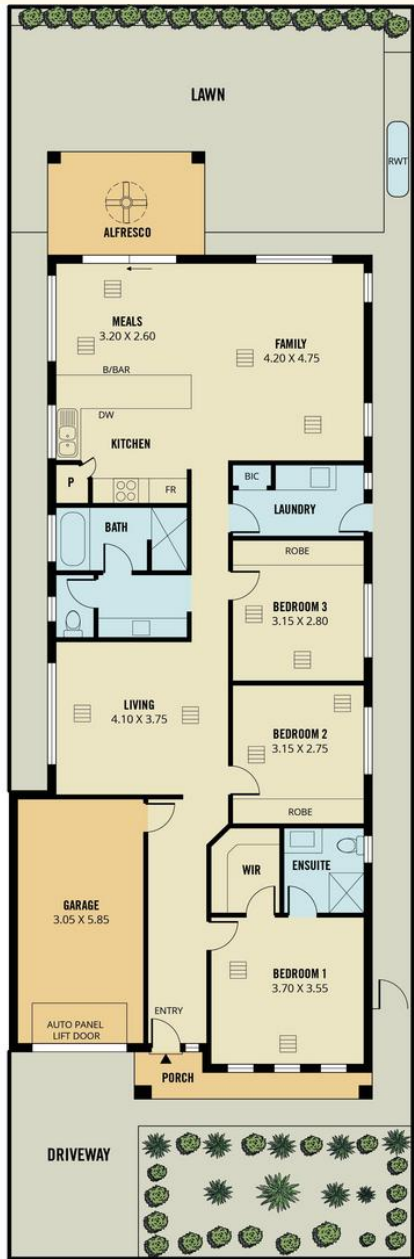 LAWN
RWT
ALFRESCO
MEALS
3.20 X 2.60
FAMILY
4.20 X 4.75
B/BAR
DW
KITCHEN
P
FR
BIC
LAUNDRY
BATH
ROBE
BEDROOM 3
3.15 X 2.80
LIVING
4.10 X 3.75
BEDROOM 2
3.15 X 2.75
ROBE
WIR
ENSUITE
GARAGE
3.05 X 5.85
BEDROOM 1
3.70 X 3.55
AUTO PANEL
LIFT DOOR
ENTRY
PORCH
DRIVEWAY